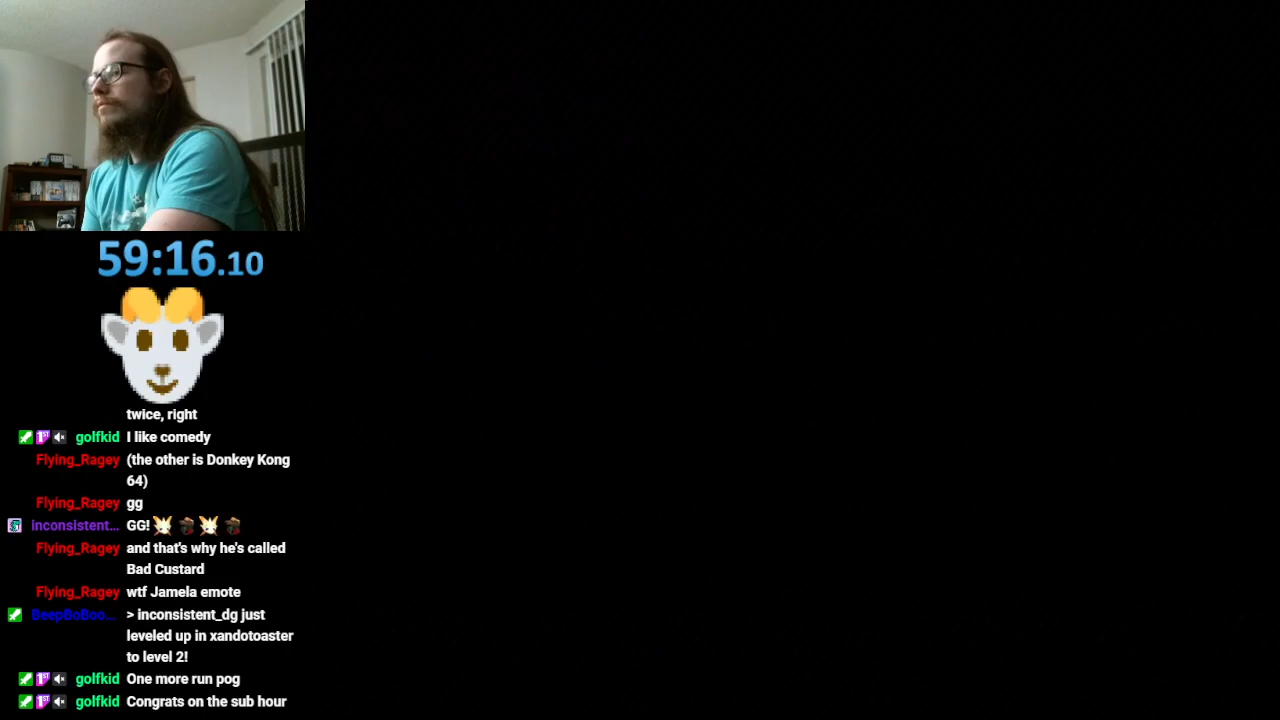 59:16.10
twice, right
golfkid I like comedy
Flying_Ragey (the other is Donkey Kong
64)
Flying_Ragey gg
inconsistent... GG!
Flying_Ragey and that's why he's called
Bad Custard
Flying_Ragey wtf Jamela emote
BeepBoBoo... > inconsistent_dg just
leveled up in xandotoaster
to level 2!
1ST golfkid One more run pog
1ST golfkid Congrats on the sub hour